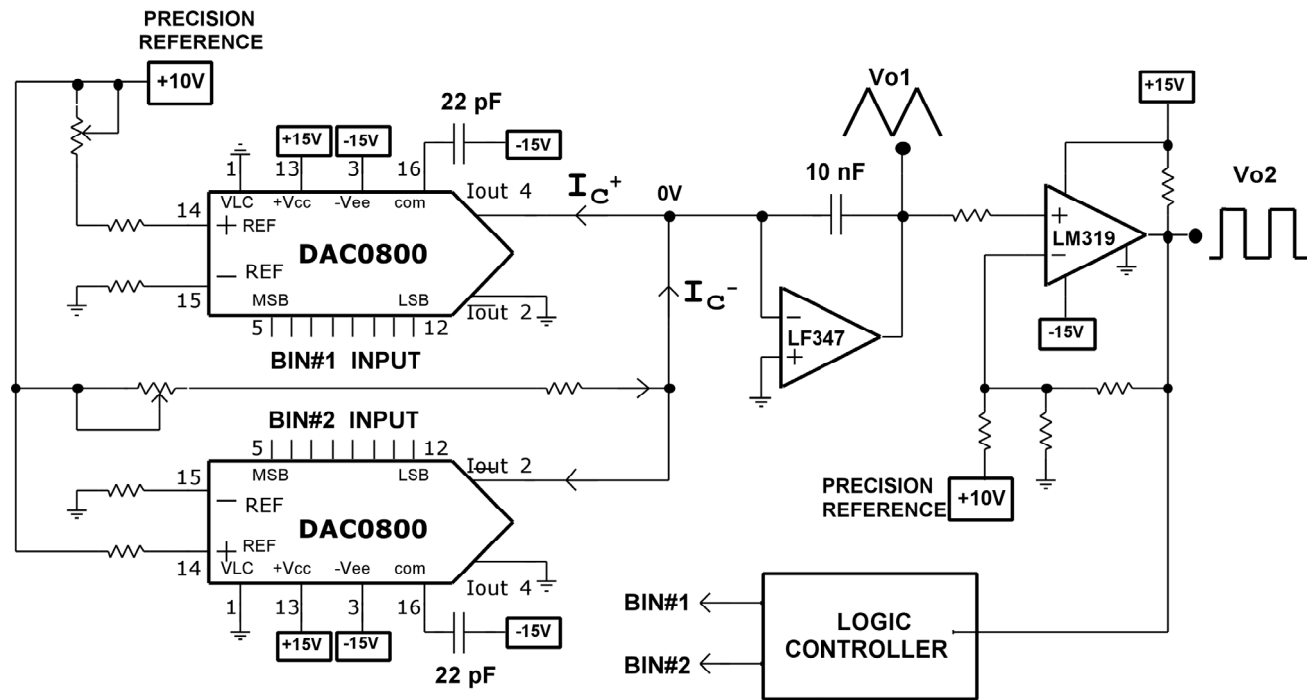 PRECISION
REFERENCE
+10V
22 pF
-15V
+15V
-15V
1
13
3
16
VLC
+Vcc
-Vee
com
Iout 4
14
+ REF
DAC0800
− REF
15
MSB
LSB
Iout 2
5
12
BIN#1 INPUT
IC+
0V
IC-
10 nF
Vo1
−
LF347
+
+15V
+
LM319
−
-15V
Vo2
BIN#2 INPUT
5
12
MSB
LSB
Iout 2
15
− REF
DAC0800
+ REF
14
VLC
+Vcc
-Vee
com
Iout 4
1
13
3
16
+15V
-15V
-15V
22 pF
PRECISION
REFERENCE
+10V
BIN#1
BIN#2
LOGIC
CONTROLLER